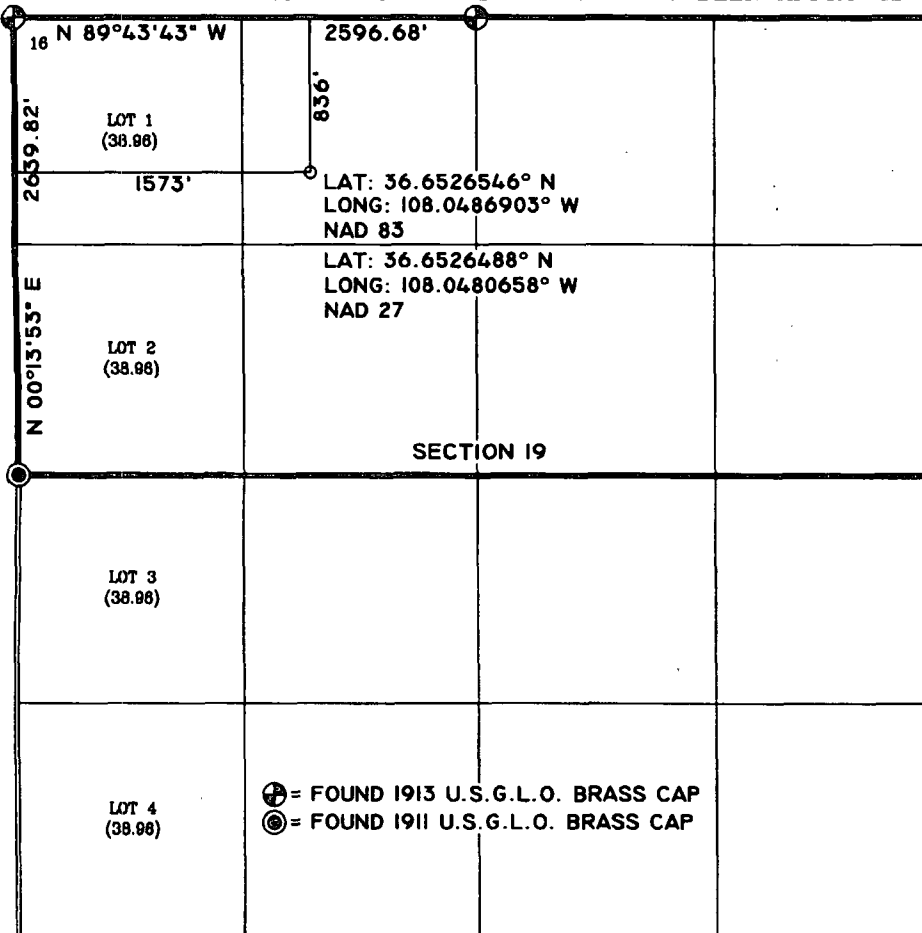 16 N 89°43'43" W 2596.68'
836'
2639.82'
LOT 1
(38.96)
1573'
LAT: 36.6526546° N
LONG: 108.0486903° W
NAD 83
LAT: 36.6526488° N
LONG: 108.0480658° W
NAD 27
N 00°13'53" E
LOT 2
(38.96)
SECTION 19
LOT 3
(38.96)
= FOUND 1913 U.S.G.L.O. BRASS CAP
= FOUND 1911 U.S.G.L.O. BRASS CAP
LOT 4
(38.96)